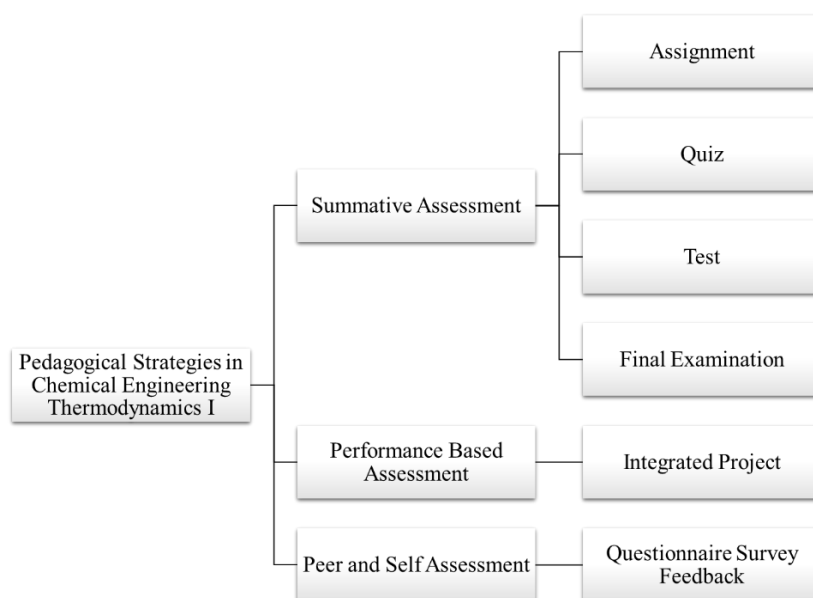 Pedagogical Strategies in
Chemical Engineering
Thermodynamics I
Summative Assessment
Assignment
Quiz
Test
Final Examination
Performance Based
Assessment
Integrated Project
Peer and Self Assessment
Questionnaire Survey
Feedback